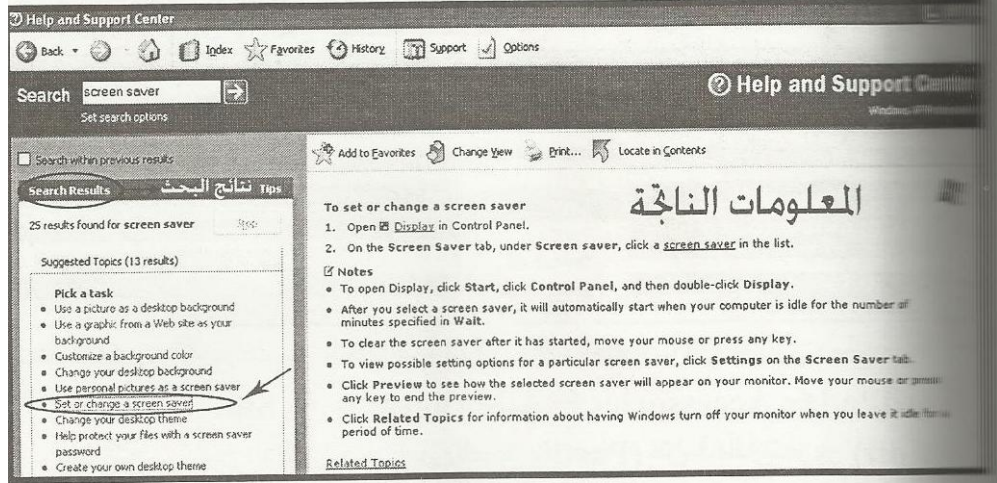 Help and Support Center
Back Index Favorites History Support Options
Search screen saver
Set search options
Help and Support
Search within previous results
Search Results نتائج البحث Tips
25 results found for screen saver
Suggested Topics (13 results)
Pick a task
Use a picture as a desktop background
Use a graphic from a Web site as your
background
Customize a background color
Change your desktop background
Use personal pictures as a screen saver
Set or change a screen saver
Change your desktop theme
Help protect your files with a screen saver
password
Create your own desktop theme
Add to Favorites Change View Print... Locate in Contents
المعلومات الناتجة
To set or change a screen saver
1. Open Display in Control Panel.
2. On the Screen Saver tab, under Screen saver, click a screen saver in the list.
Notes
• To open Display, click Start, click Control Panel, and then double-click Display.
• After you select a screen saver, it will automatically start when your computer is idle for the number of
minutes specified in Wait.
• To clear the screen saver after it has started, move your mouse or press any key.
• To view possible setting options for a particular screen saver, click Settings on the Screen Saver tab.
• Click Preview to see how the selected screen saver will appear on your monitor. Move your mouse or
any key to end the preview.
• Click Related Topics for information about having Windows turn off your monitor when you leave it idle
period of time.
Related Topics